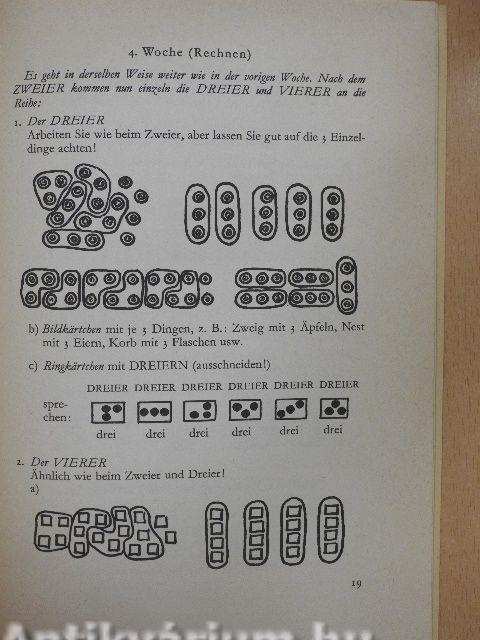 4. Woche (Rechnen)
Es geht in derselben Weise weiter wie in der vorigen Woche. Nach dem
ZWEIER kommen nun einzeln die DREIER und VIERER an die
Reihe:
1. Der DREIER
Arbeiten Sie wie beim Zweier, aber lassen Sie gut auf die 3 Einzel-
dinge achten!
b) Bildkärtchen mit je 3 Dingen, z. B.: Zweig mit 3 Äpfeln, Nest
mit 3 Eiern, Korb mit 3 Flaschen usw.
c) Ringkärtchen mit DREIERN (ausschneiden!)
DREIER DREIER DREIER DREIER DREIER DREIER
spre-
chen:
drei drei drei drei drei drei
2. Der VIERER
Ähnlich wie beim Zweier und Dreier!
a)
19
Antikvárium.hu